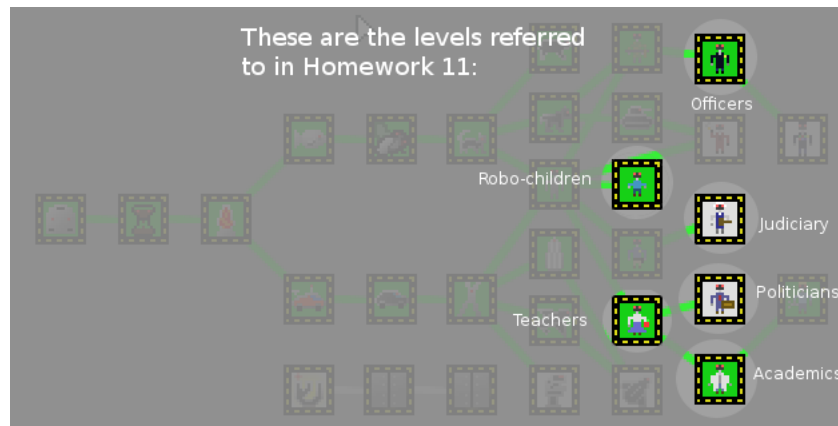 These are the levels referred
to in Homework 11:
Officers
Robo-children
Judiciary
Politicians
Teachers
Academics